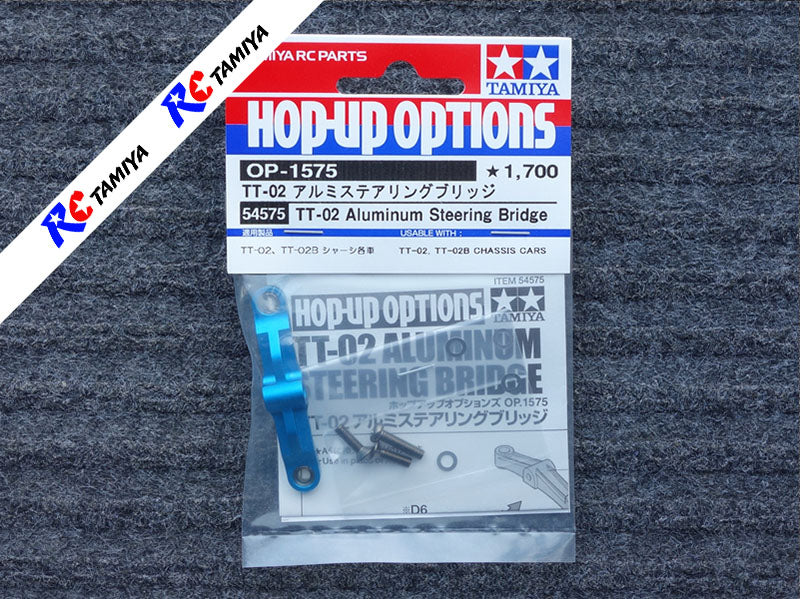 RC TAMIYA
RC TAMIYA
TAMIYA RC PARTS
TAMIYA
HOP-UP OPTIONS
OP-1575
★1,700
TT-02 アルミステアリングブリッジ
54575 TT-02 Aluminum Steering Bridge
適用製品
USABLE WITH :
TT-02、TT-02B シャーシ各車
TT-02, TT-02B CHASSIS CARS
ITEM 54575
HOP-UP OPTIONS
TAMIYA
TT-02 ALUMINUM
STEERING BRIDGE
ホップアップオプションズ OP.1575
TT-02 アルミステアリングブリッジ
Use in place of
※D6